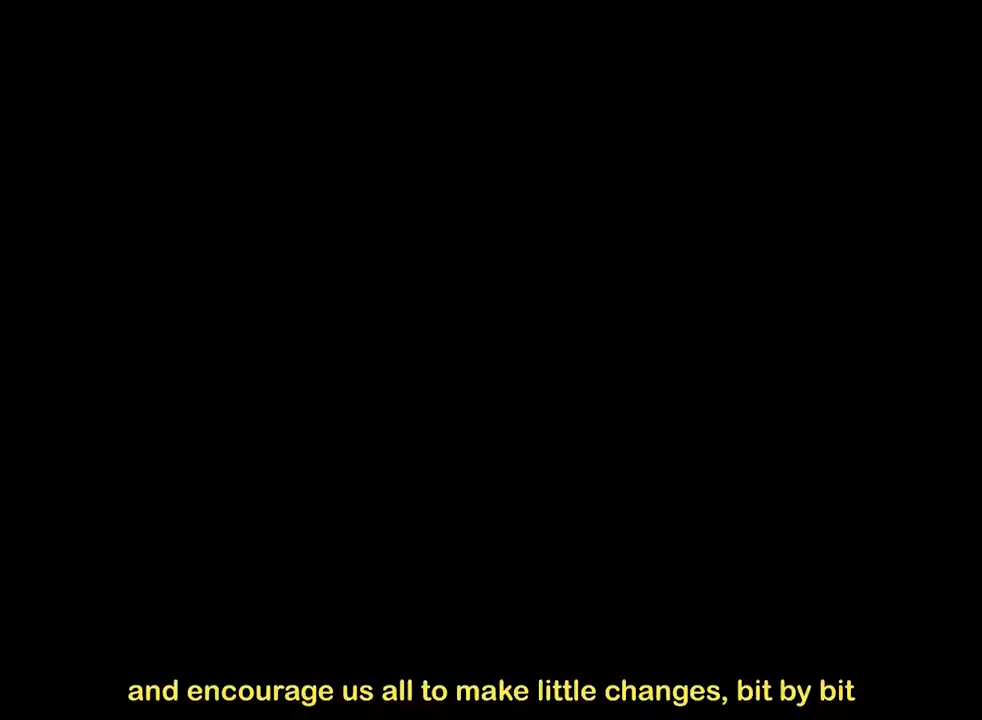 and encourage us all to make little changes, bit by bit